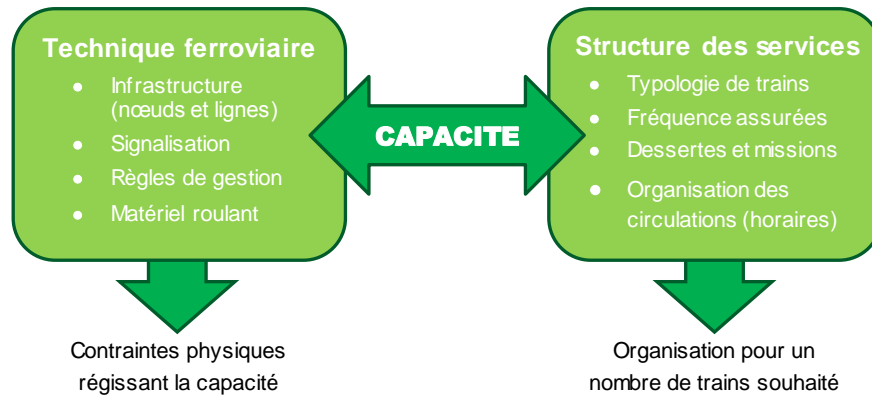 Technique ferroviaire
● Infrastructure
(nœuds et lignes)
● Signalisation
● Règles de gestion
● Matériel roulant
CAPACITE
Structure des services
● Typologie de trains
● Fréquence assurées
● Dessertes et missions
● Organisation des
circulations (horaires)
Contraintes physiques
régissant la capacité
Organisation pour un
nombre de trains souhaité